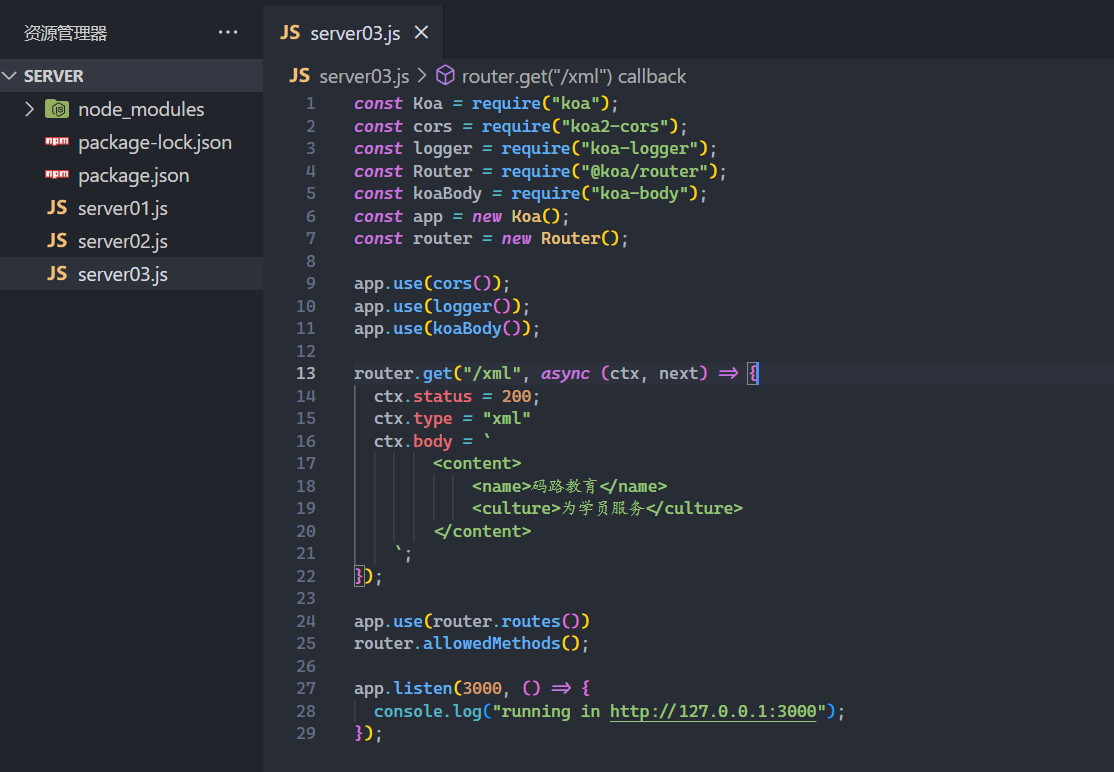 资源管理器 ···
SERVER
node_modules
package-lock.json
package.json
JS server01.js
JS server02.js
JS server03.js
JS server03.js ×
JS server03.js > router.get("/xml") callback
1 const Koa = require("koa");
2 const cors = require("koa2-cors");
3 const logger = require("koa-logger");
4 const Router = require("@koa/router");
5 const koaBody = require("koa-body");
6 const app = new Koa();
7 const router = new Router();
8
9 app.use(cors());
10 app.use(logger());
11 app.use(koaBody());
12
13 router.get("/xml", async (ctx, next) => {
14 ctx.status = 200;
15 ctx.type = "xml"
16 ctx.body = `
17 <content>
18 <name>码路教育</name>
19 <culture>为学员服务</culture>
20 </content>
21 `;
22 });
23
24 app.use(router.routes())
25 router.allowedMethods();
26
27 app.listen(3000, () => {
28 console.log("running in http://127.0.0.1:3000");
29 });